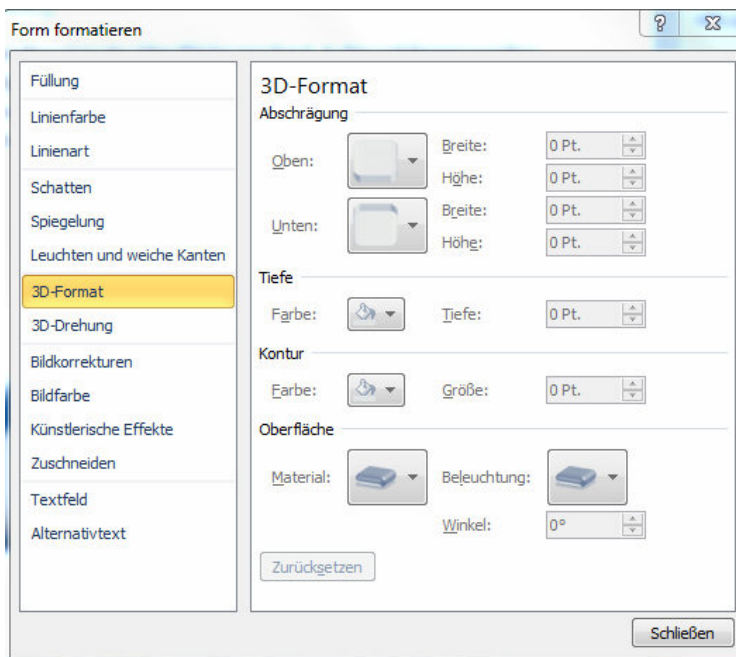 Form formatieren
Füllung
Linienfarbe
Linienart
Schatten
Spiegelung
Leuchten und weiche Kanten
3D-Format
3D-Drehung
Bildkorrekturen
Bildfarbe
Künstlerische Effekte
Zuschneiden
Textfeld
Alternativtext
3D-Format
Abschrägung
Oben: Breite: 0 Pt.
Höhe: 0 Pt.
Unten: Breite: 0 Pt.
Höhe: 0 Pt.
Tiefe
Farbe: Tiefe: 0 Pt.
Kontur
Farbe: Größe: 0 Pt.
Oberfläche
Material: Beleuchtung:
Winkel: 0°
Zurücksetzen
Schließen